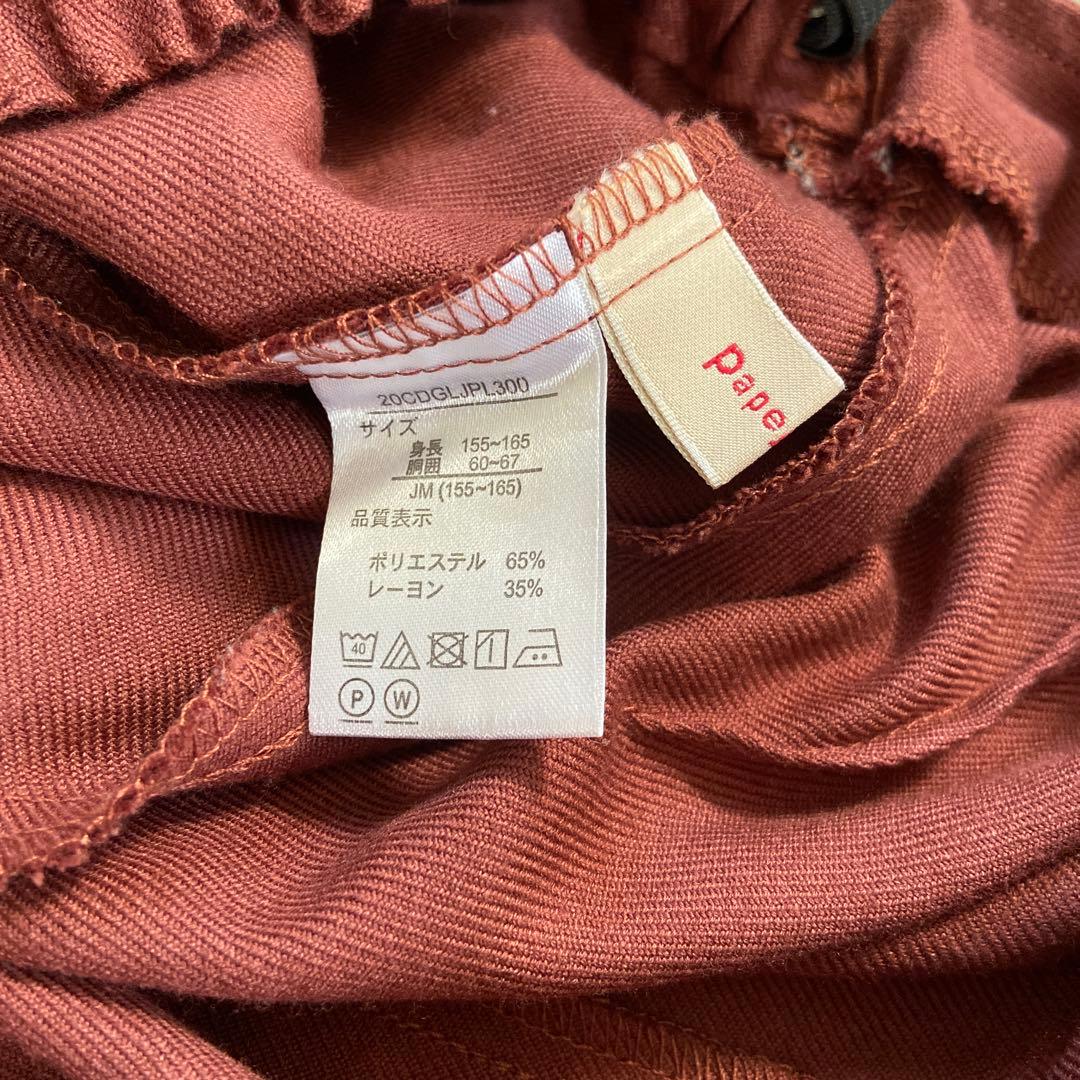 20CDGLJPL300
サイズ
身長 155~165
胴囲 60~67
JM (155~165)
品質表示
ポリエステル 65%
レーヨン 35%
40
P W
Pape